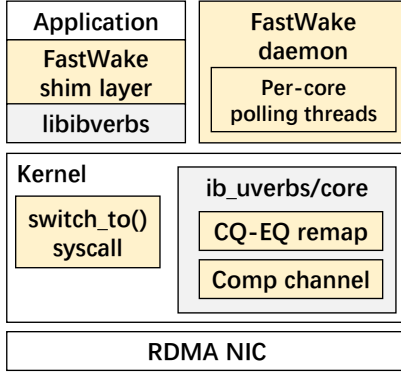 Application
FastWake
shim layer
libibverbs
FastWake
daemon
Per-core
polling threads
Kernel
switch_to()
syscall
ib_uverbs/core
CQ-EQ remap
Comp channel
RDMA NIC